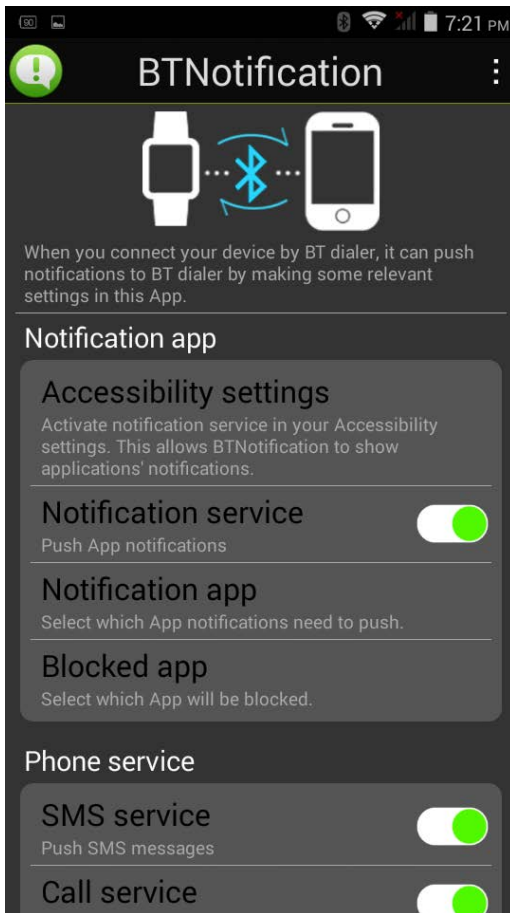 90
7:21 PM
BTNotification
When you connect your device by BT dialer, it can push
notifications to BT dialer by making some relevant
settings in this App.
Notification app
Accessibility settings
Activate notification service in your Accessibility
settings. This allows BTNotification to show
applications' notifications.
Notification service
Push App notifications
Notification app
Select which App notifications need to push.
Blocked app
Select which App will be blocked.
Phone service
SMS service
Push SMS messages
Call service